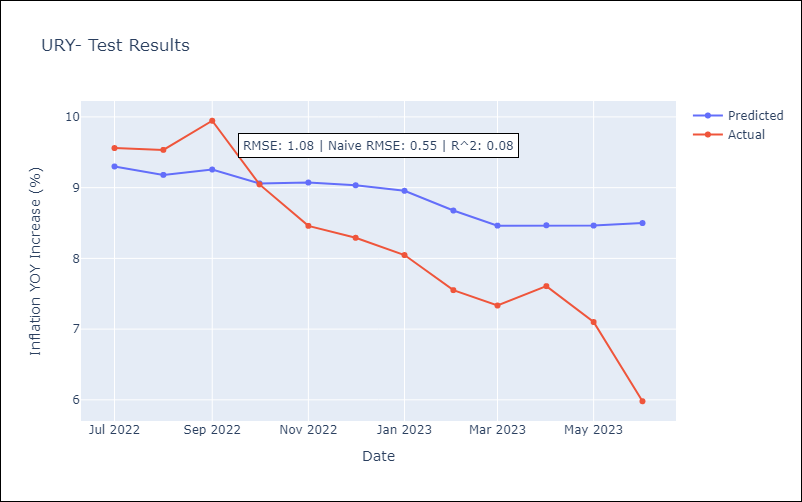 URY- Test Results
Predicted
Actual
RMSE: 1.08 | Naive RMSE: 0.55 | R^2: 0.08
Inflation YOY Increase (%)
10
9
8
7
6
Jul 2022 Sep 2022 Nov 2022 Jan 2023 Mar 2023 May 2023
Date